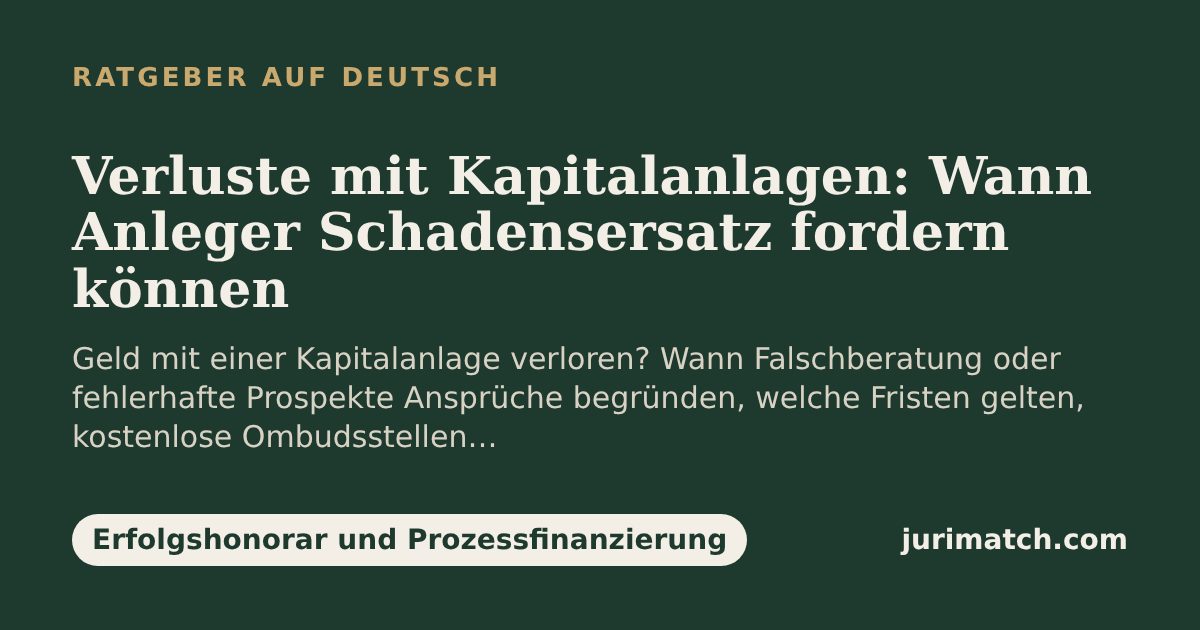 RATGEBER AUF DEUTSCH
Verluste mit Kapitalanlagen: Wann
Anleger Schadensersatz fordern
können
Geld mit einer Kapitalanlage verloren? Wann Falschberatung oder
fehlerhafte Prospekte Ansprüche begründen, welche Fristen gelten,
kostenlose Ombudsstellen…
Erfolgshonorar und Prozessfinanzierung
jurimatch.com